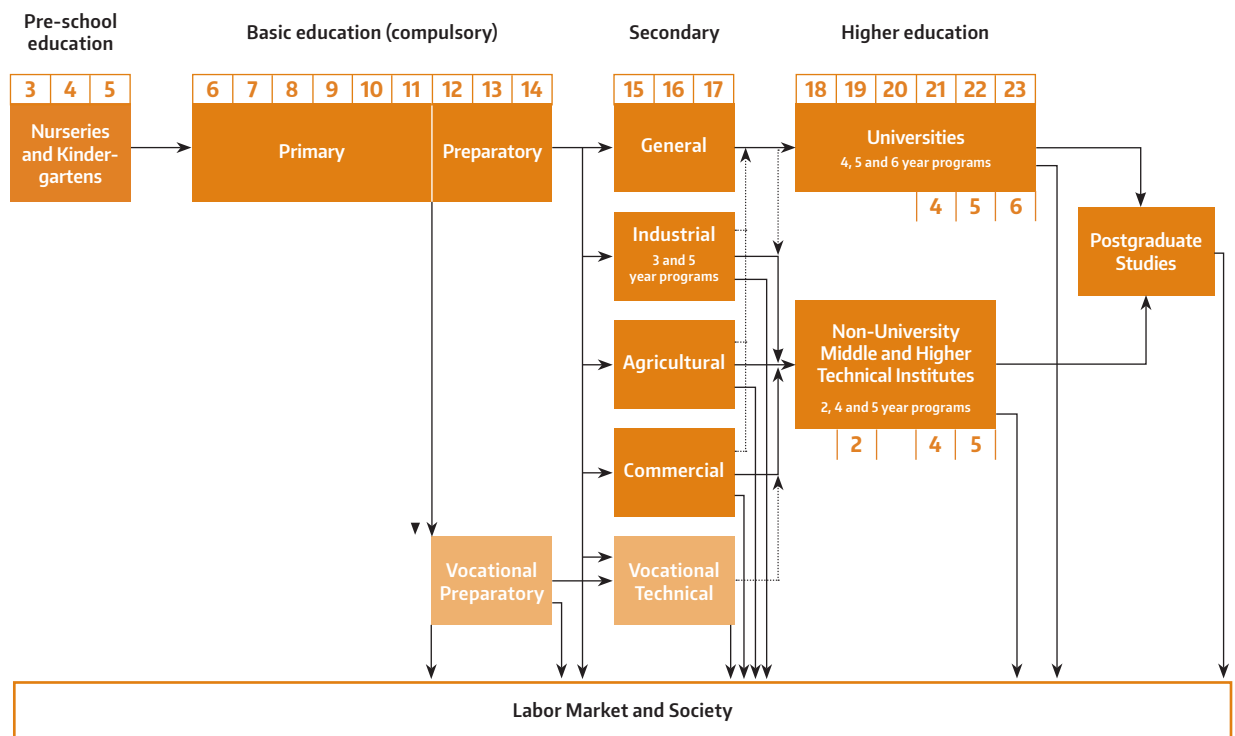 Pre-school
education
Basic education (compulsory)
Secondary
Higher education
3 4 5
6 7 8 9 10 11 12 13 14
15 16 17
18 19 20 21 22 23
Nurseries
and Kinder-
gartens
Primary
Preparatory
General
Universities
4, 5 and 6 year programs
4 5 6
Industrial
3 and 5
year programs
Postgraduate
Studies
Agricultural
Non-University
Middle and Higher
Technical Institutes
2, 4 and 5 year programs
2 4 5
Commercial
Vocational
Preparatory
Vocational
Technical
Labor Market and Society